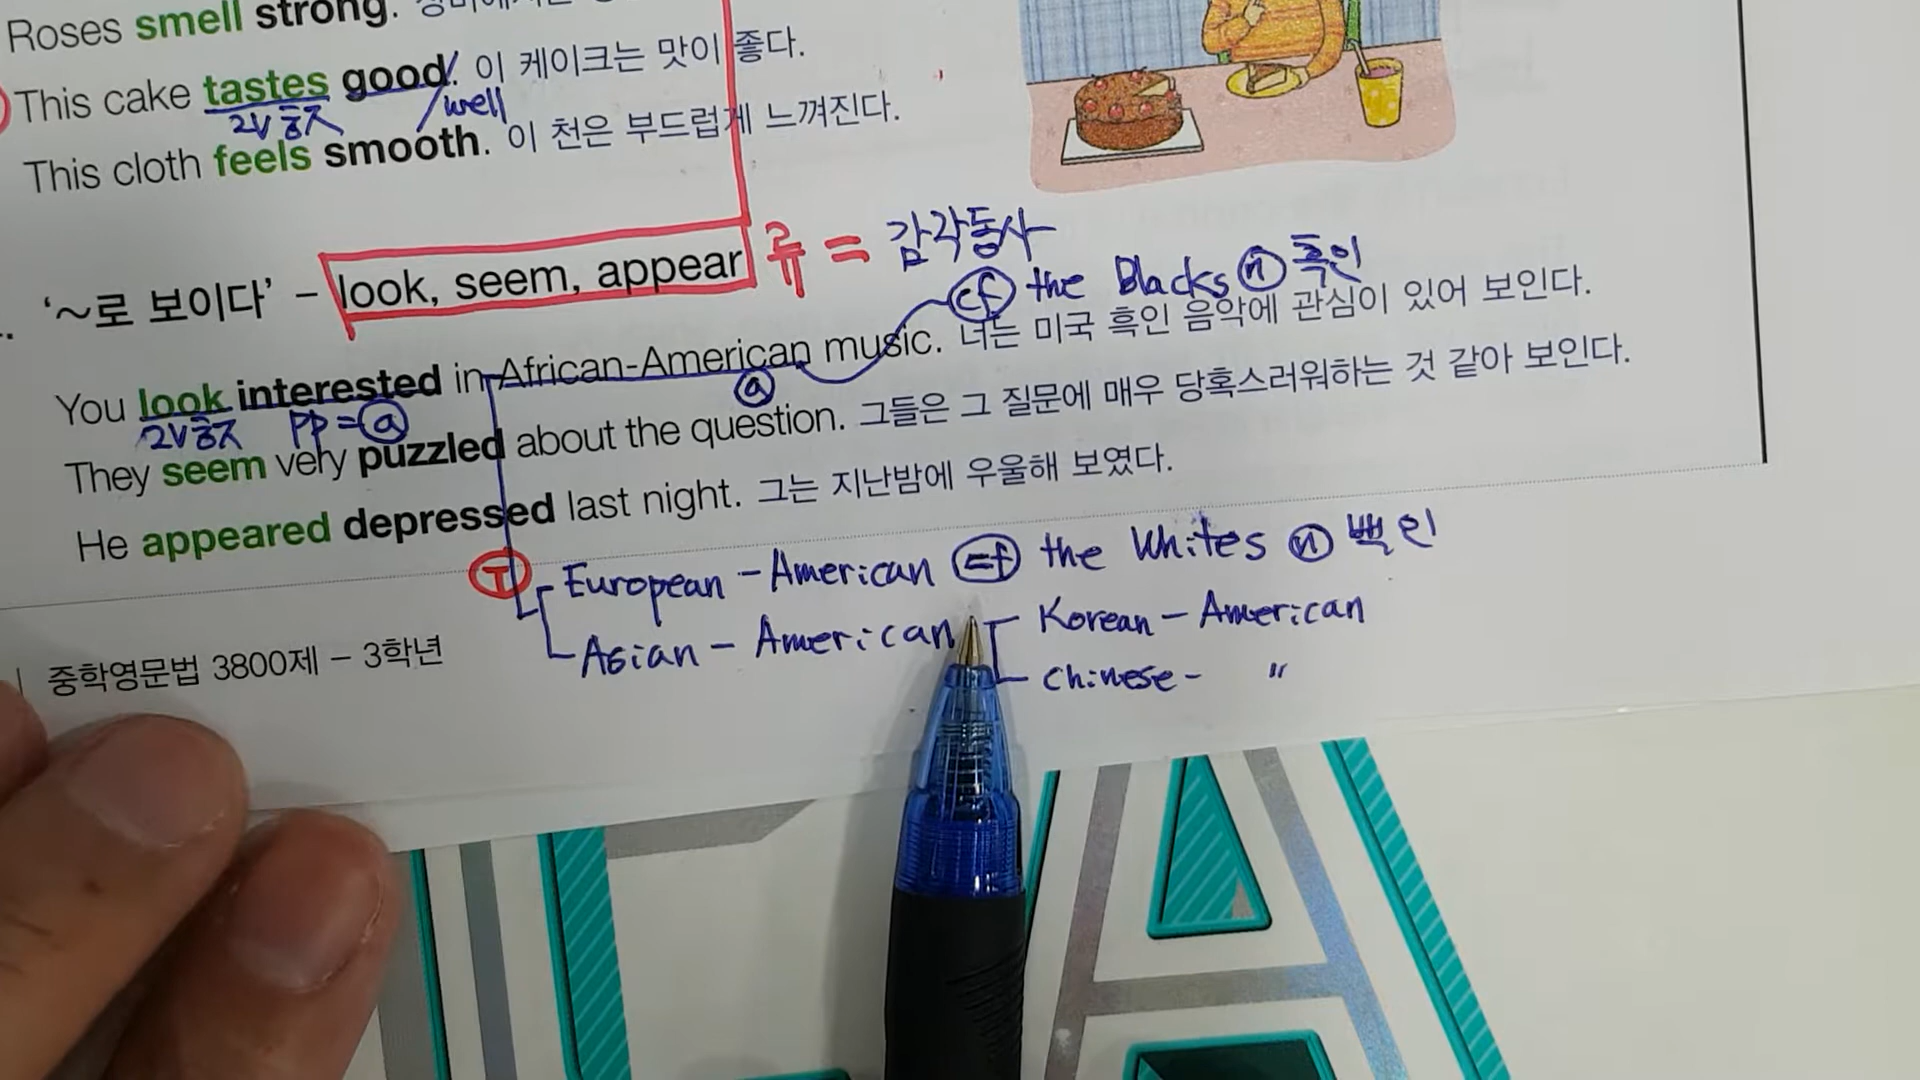 Roses smell strong.
This cake tastes good. 이 케이크는 맛이 좋다.
2V 형지 / well
This cloth feels smooth. 이 천은 부드럽게 느껴진다.
'~로 보이다' – look, seem, appear 류 = 감각동사
cf the Blacks n 흑인
You look interested in African-American music. 너는 미국 흑인 음악에 관심이 있어 보인다.
PP = a a
They seem very puzzled about the question. 그들은 그 질문에 매우 당혹스러워하는 것 같아 보인다.
He appeared depressed last night. 그는 지난밤에 우울해 보였다.
T European - American cf the Whites n 백인
Asian - American Korean - American
Chinese - "
중학영문법 3800제 – 3학년